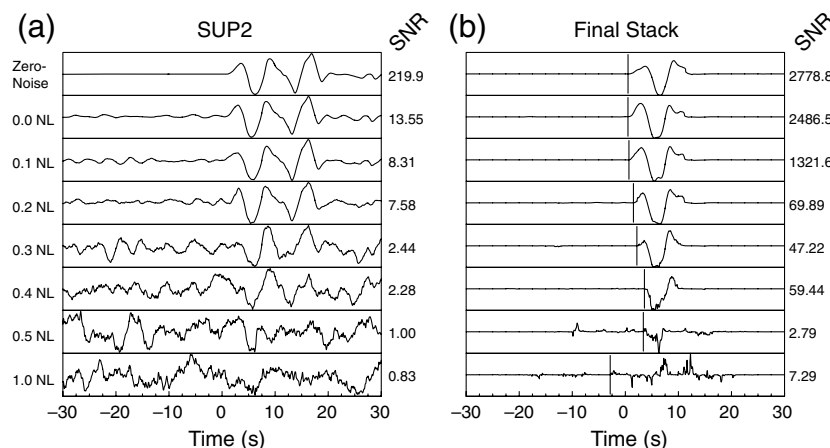 (a) SUP2 SNR
Zero-
Noise 219.9
0.0 NL 13.55
0.1 NL 8.31
0.2 NL 7.58
0.3 NL 2.44
0.4 NL 2.28
0.5 NL 1.00
1.0 NL 0.83
−30 −20 −10 0 10 20 30
Time (s)
(b) Final Stack SNR
2778.8
2486.5
1321.6
69.89
47.22
59.44
2.79
7.29
−30 −20 −10 0 10 20 30
Time (s)